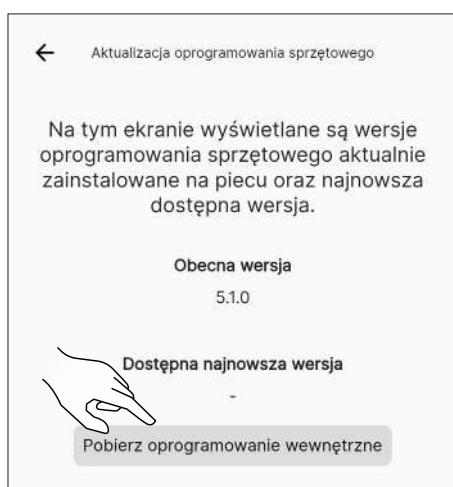 Aktualizacja oprogramowania sprzętowego
Na tym ekranie wyświetlane są wersje
oprogramowania sprzętowego aktualnie
zainstalowane na piecu oraz najnowsza
dostępna wersja.
Obecna wersja
5.1.0
Dostępna najnowsza wersja
-
Pobierz oprogramowanie wewnętrzne